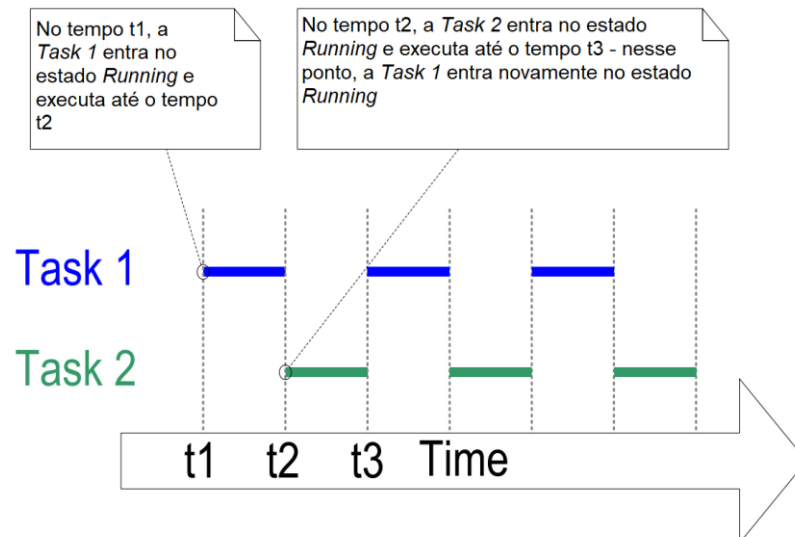 No tempo t1, a
Task 1 entra no
estado Running e
executa até o tempo
t2
No tempo t2, a Task 2 entra no estado
Running e executa até o tempo t3 - nesse
ponto, a Task 1 entra novamente no estado
Running
Task 1
Task 2
t1 t2 t3 Time